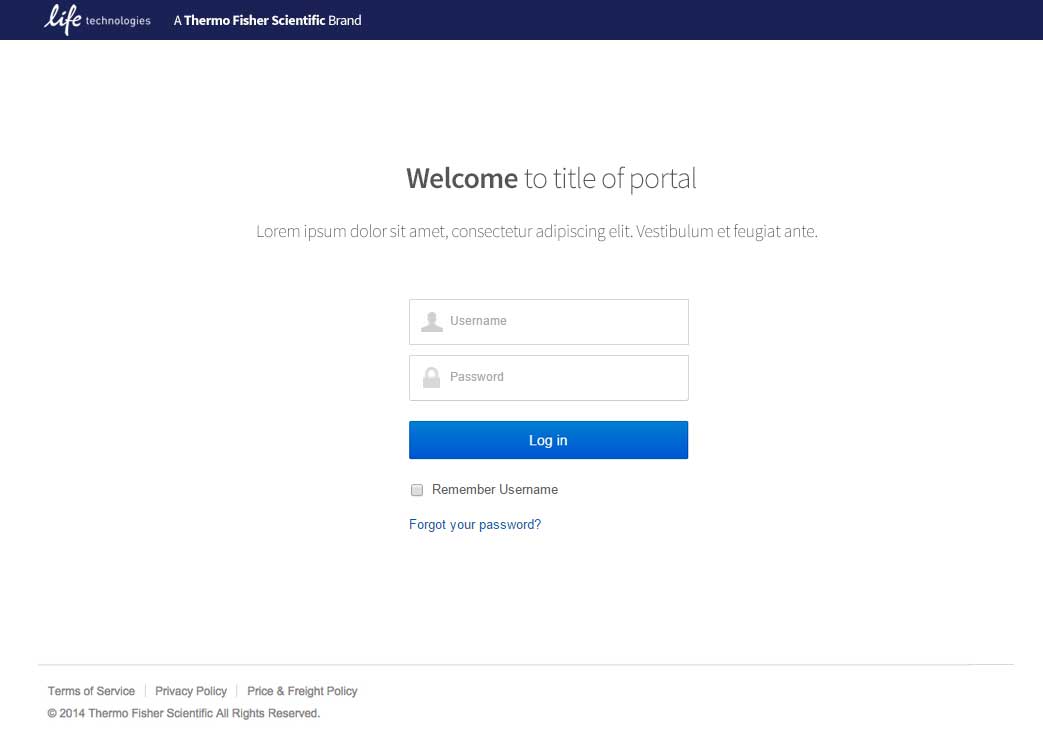 life technologies A Thermo Fisher Scientific Brand
Welcome to title of portal
Lorem ipsum dolor sit amet, consectetur adipiscing elit. Vestibulum et feugiat ante.
Username
Password
Log in
Remember Username
Forgot your password?
Terms of Service | Privacy Policy | Price & Freight Policy
© 2014 Thermo Fisher Scientific All Rights Reserved.